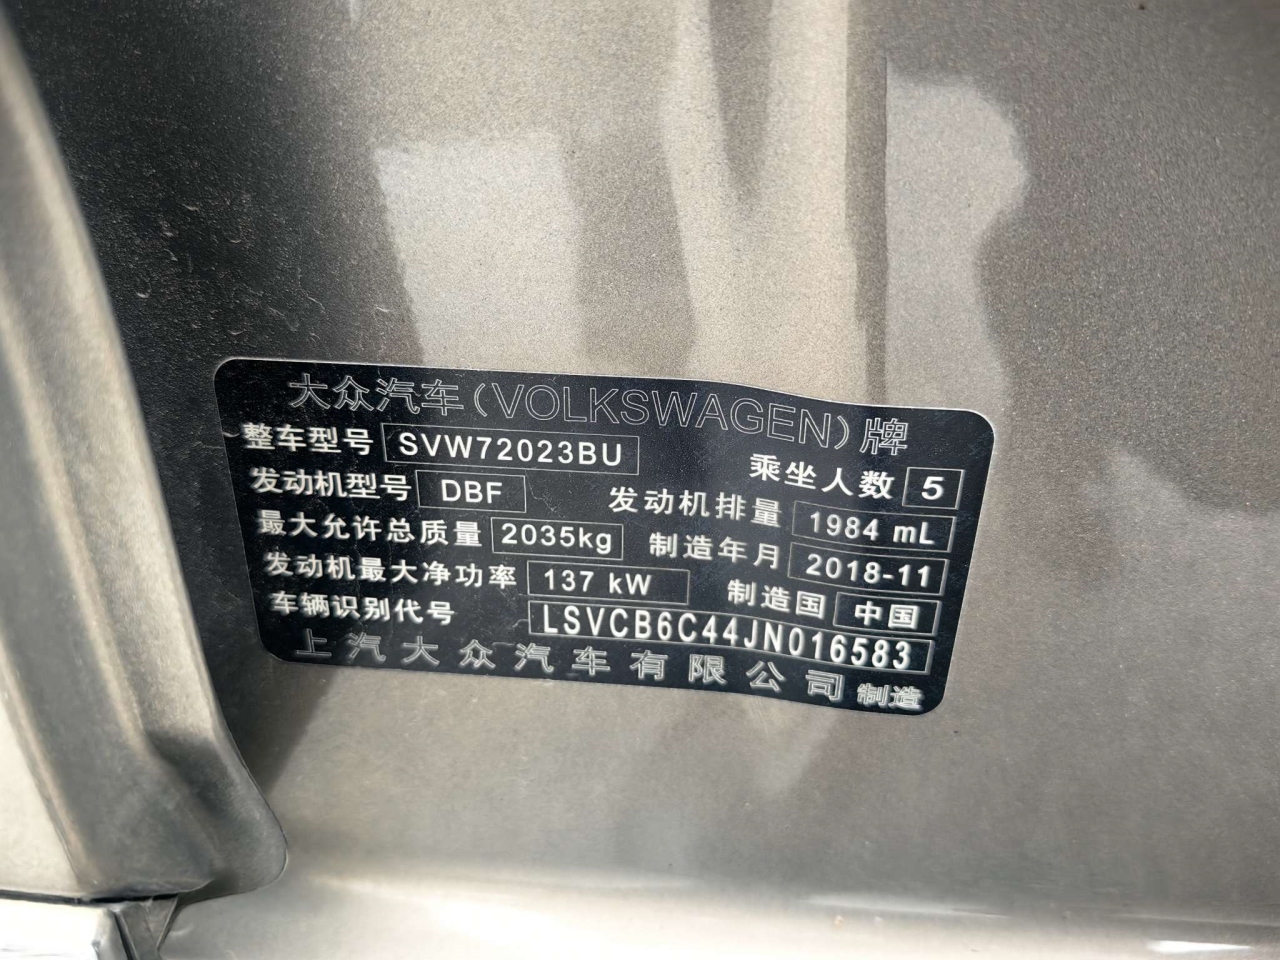 大众汽车(VOLKSWAGEN)牌
整车型号 SVW72023BU 乘坐人数 5
发动机型号 DBF 发动机排量 1984 mL
最大允许总质量 2035kg 制造年月 2018-11
发动机最大净功率 137 kW 制造国 中国
车辆识别代号 LSVCB6C44JN016583
上汽大众汽车有限公司 制造